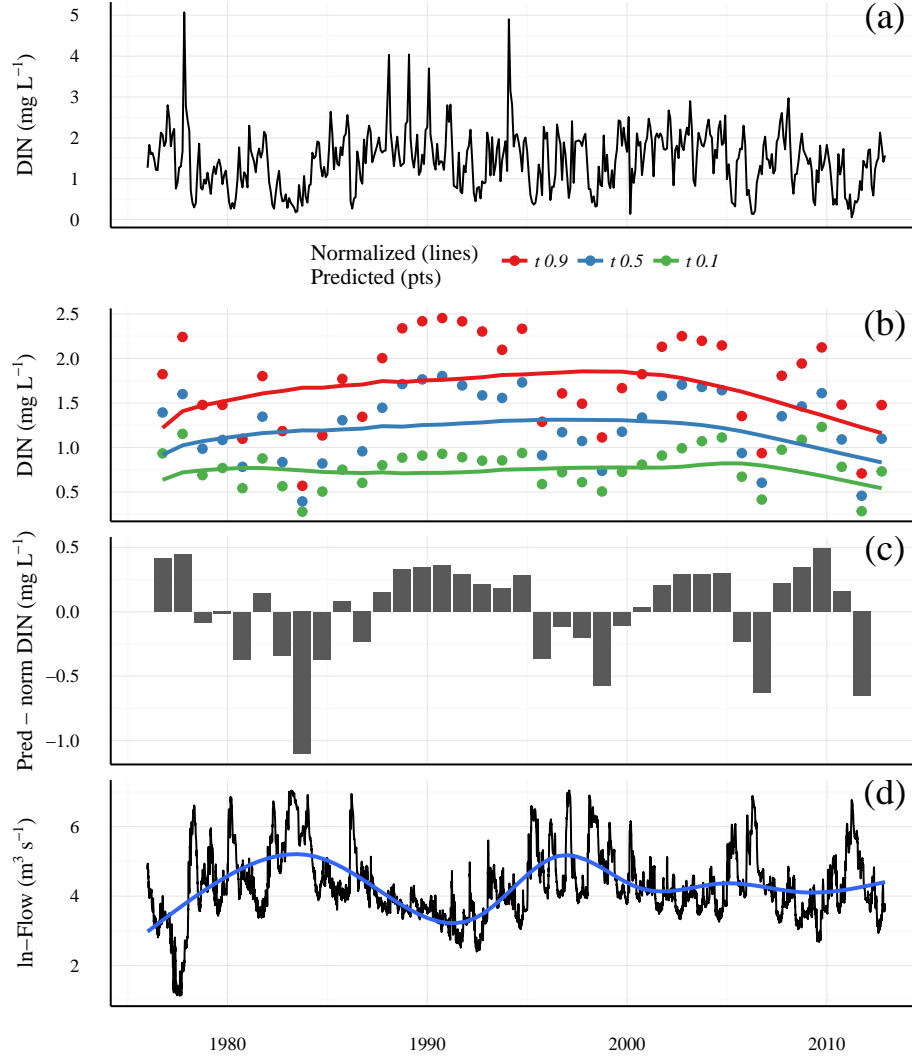 (a)
DIN (mg L−1)
5
4
3
2
1
0
Normalized (lines)
Predicted (pts)
t 0.9 t 0.5 t 0.1
(b)
DIN (mg L−1)
2.5
2.0
1.5
1.0
0.5
(c)
Pred − norm DIN (mg L−1)
0.5
0.0
−0.5
−1.0
(d)
ln−Flow (m3 s−1)
6
4
2
1980 1990 2000 2010